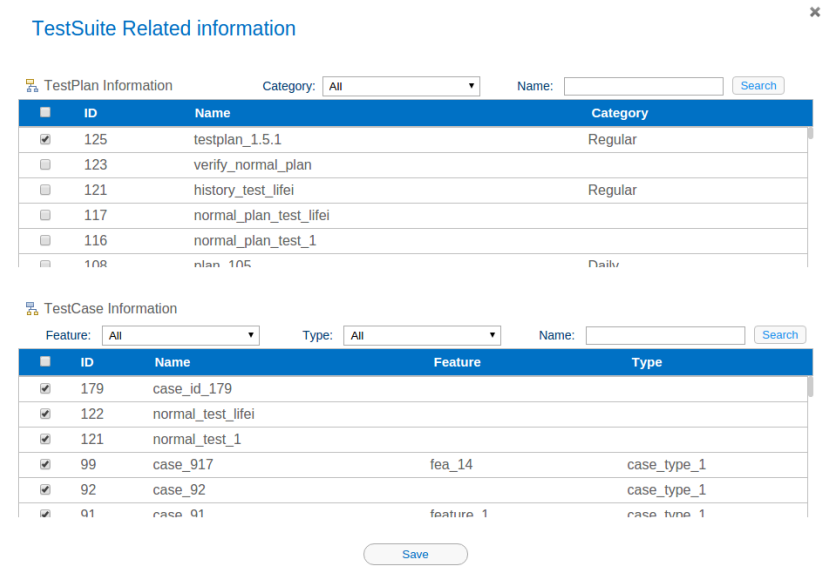 TestSuite Related information
TestPlan Information Category: All Name: Search
ID Name Category
125 testplan_1.5.1 Regular
123 verify_normal_plan
121 history_test_lifei Regular
117 normal_plan_test_lifei
116 normal_plan_test_1
108 plan_105 Daily
TestCase Information
Feature: All Type: All Name: Search
ID Name Feature Type
179 case_id_179
122 normal_test_lifei
121 normal_test_1
99 case_917 fea_14 case_type_1
92 case_92 case_type_1
91 case_91 feature_1 case_type_1
Save